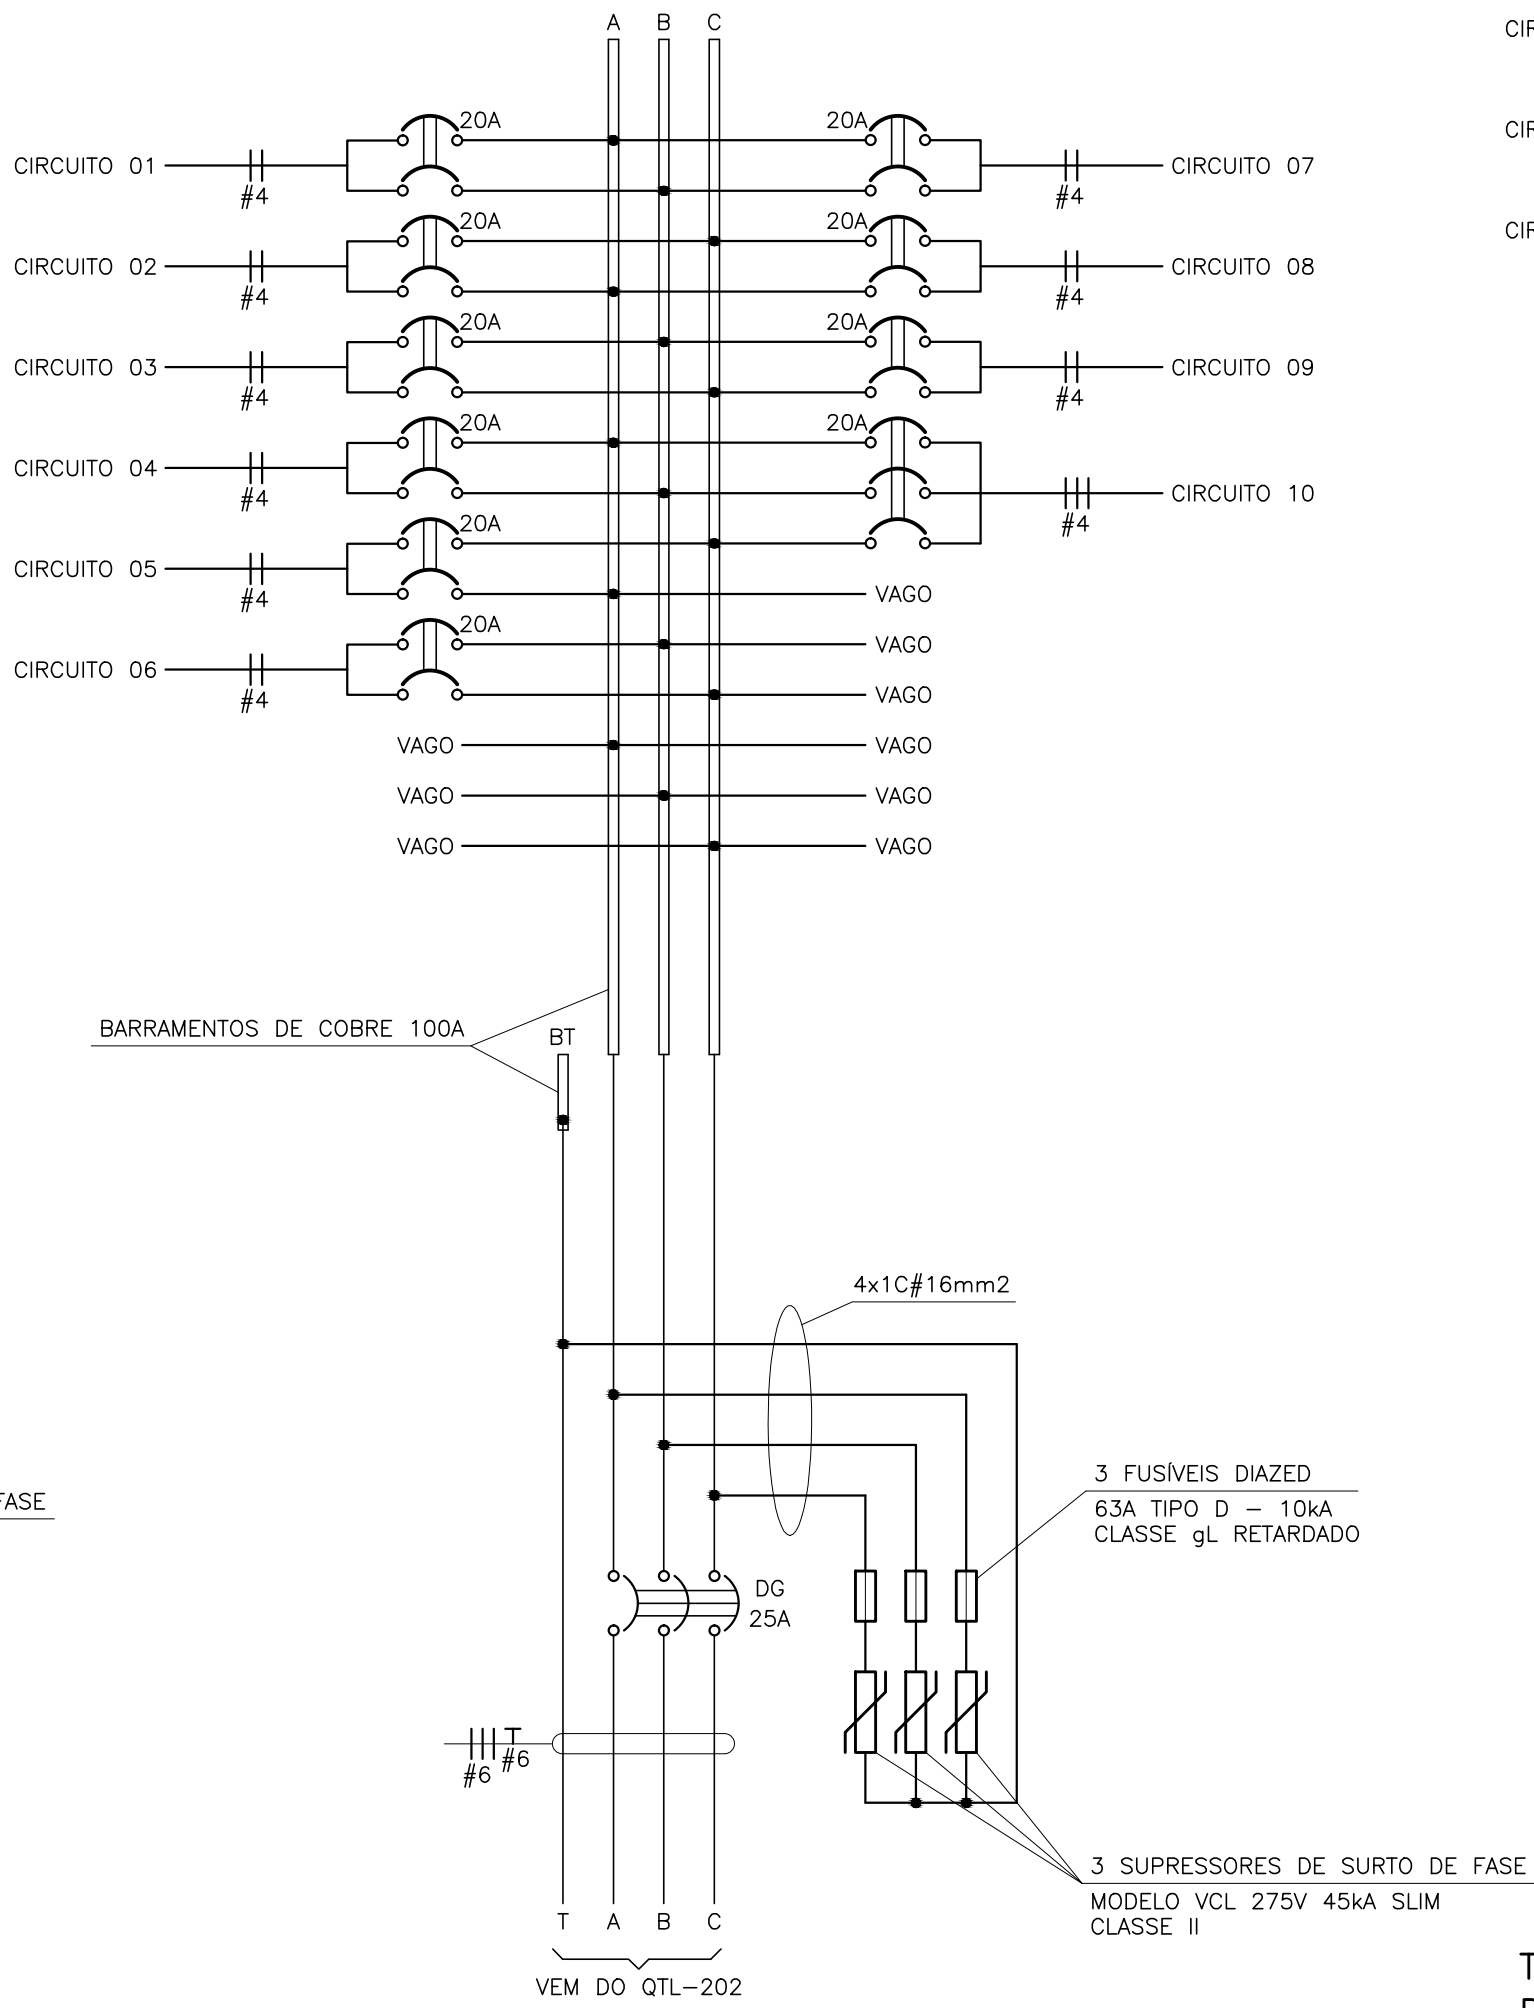 A B C
CIR
20A 20A
CIRCUITO 01 #4 #4 CIRCUITO 07
CIR
20A 20A
CIRCUITO 02 #4 #4 CIRCUITO 08
CIR
20A 20A
CIRCUITO 03 #4 #4 CIRCUITO 09
20A 20A
CIRCUITO 04 #4 #4 CIRCUITO 10
20A
CIRCUITO 05 #4
VAGO
20A
VAGO
CIRCUITO 06 #4
VAGO
VAGO VAGO
VAGO VAGO
VAGO VAGO
BARRAMENTOS DE COBRE 100A
BT
4x1C#16mm2
FASE
3 FUSÍVEIS DIAZED
63A TIPO D – 10kA
CLASSE gL RETARDADO
DG
25A
T
#6 #6
3 SUPRESSORES DE SURTO DE FASE
MODELO VCL 275V 45kA SLIM
CLASSE II
T A B C
VEM DO QTL–202
T